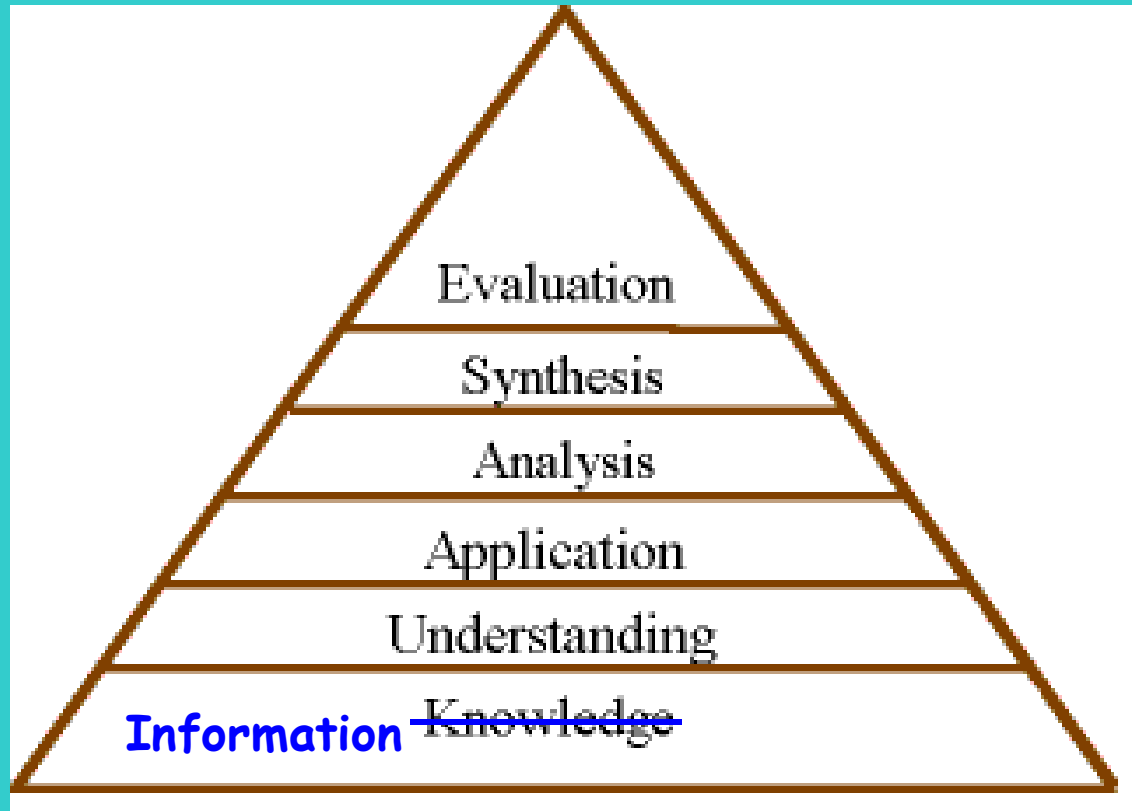 Evaluation
Synthesis
Analysis
Application
Understanding
Information Knowledge